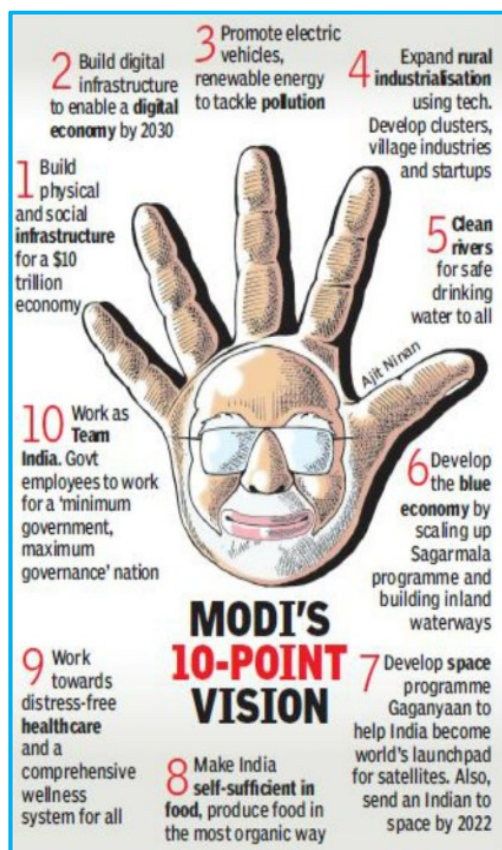 1 Build
physical
and social
infrastructure
for a $10
trillion
economy
2 Build digital
infrastructure
to enable a digital
economy by 2030
3 Promote electric
vehicles,
renewable energy
to tackle pollution
4 Expand rural
industrialisation
using tech.
Develop clusters,
village industries
and startups
5 Clean
rivers
for safe
drinking
water to all
Ajit Ninan
6 Develop
the blue
economy by
scaling up
Sagarmala
programme and
building inland
waterways
MODI'S
10-POINT
VISION
7 Develop space
programme
Gaganyaan to
help India become
world's launchpad
for satellites. Also,
send an Indian to
space by 2022
8 Make India
self-sufficient in
food, produce food in
the most organic way
9 Work
towards
distress-free
healthcare
and a
comprehensive
wellness
system for all
10 Work as
Team
India. Govt
employees to work
for a 'minimum
government,
maximum
governance' nation